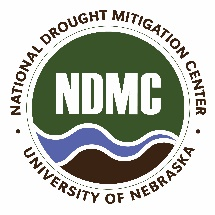 NATIONAL DROUGHT MITIGATION CENTER
NDMC
UNIVERSITY OF NEBRASKA